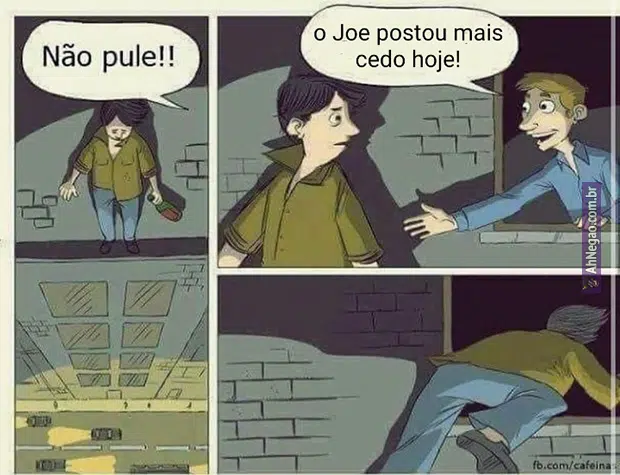 Não pule!!
o Joe postou mais
cedo hoje!
AhNegao.com.br
fb.com/cafeinas